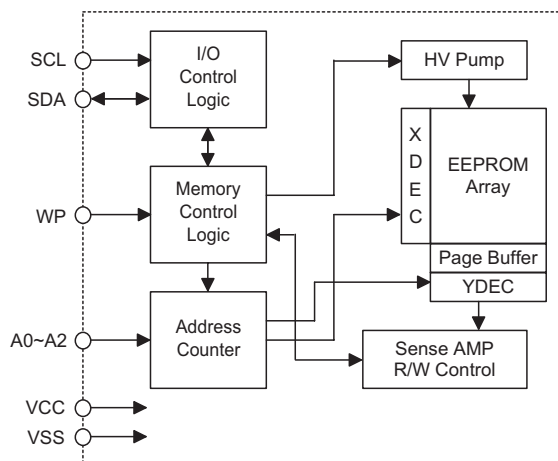 SCL
SDA
WP
A0~A2
VCC
VSS
I/O
Control
Logic
Memory
Control
Logic
Address
Counter
HV Pump
X
D
E
C
EEPROM
Array
Page Buffer
YDEC
Sense AMP
R/W Control